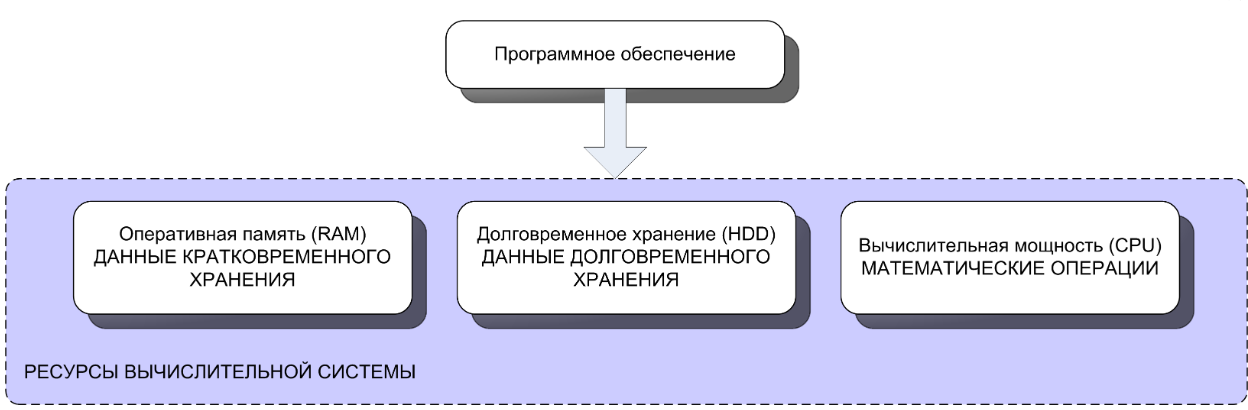 Программное обеспечение
Оперативная память (RAM)
ДАННЫЕ КРАТКОВРЕМЕННОГО
ХРАНЕНИЯ
Долговременное хранение (HDD)
ДАННЫЕ ДОЛГОВРЕМЕННОГО
ХРАНЕНИЯ
Вычислительная мощность (CPU)
МАТЕМАТИЧЕСКИЕ ОПЕРАЦИИ
РЕСУРСЫ ВЫЧИСЛИТЕЛЬНОЙ СИСТЕМЫ